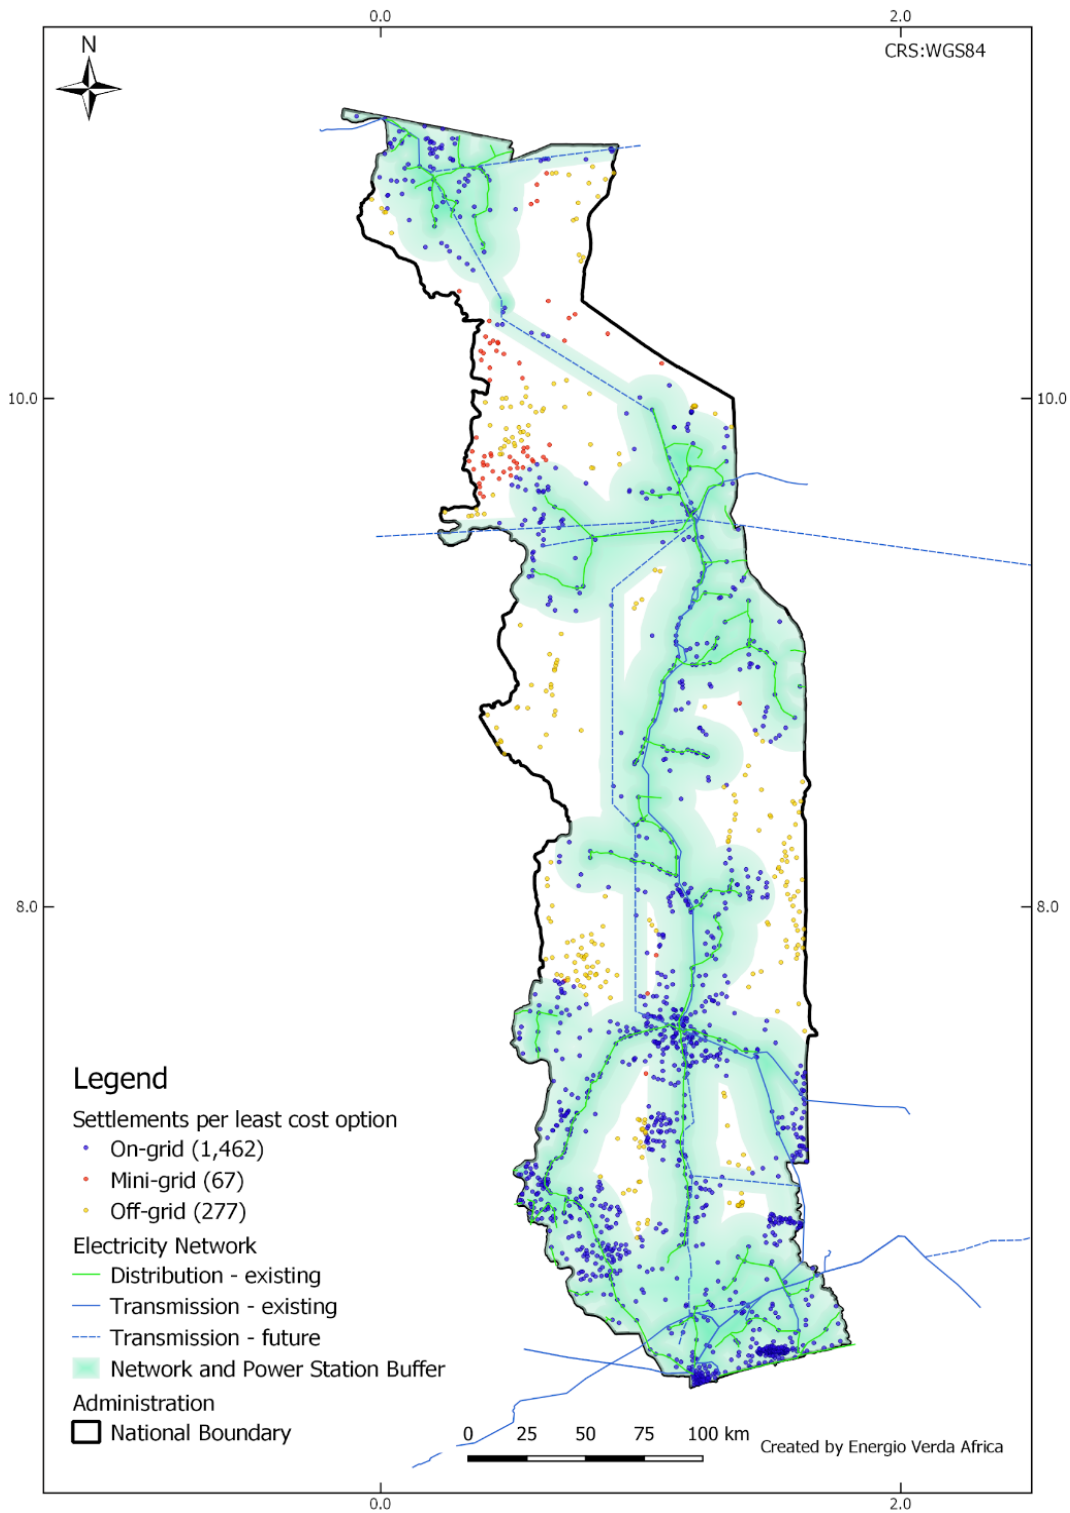 0.0 2.0
N
CRS:WGS84
10.0 10.0
8.0 8.0
Legend
Settlements per least cost option
On-grid (1,462)
Mini-grid (67)
Off-grid (277)
Electricity Network
Distribution - existing
Transmission - existing
Transmission - future
Network and Power Station Buffer
Administration
National Boundary
0 25 50 75 100 km
Created by Energio Verda Africa
0.0 2.0